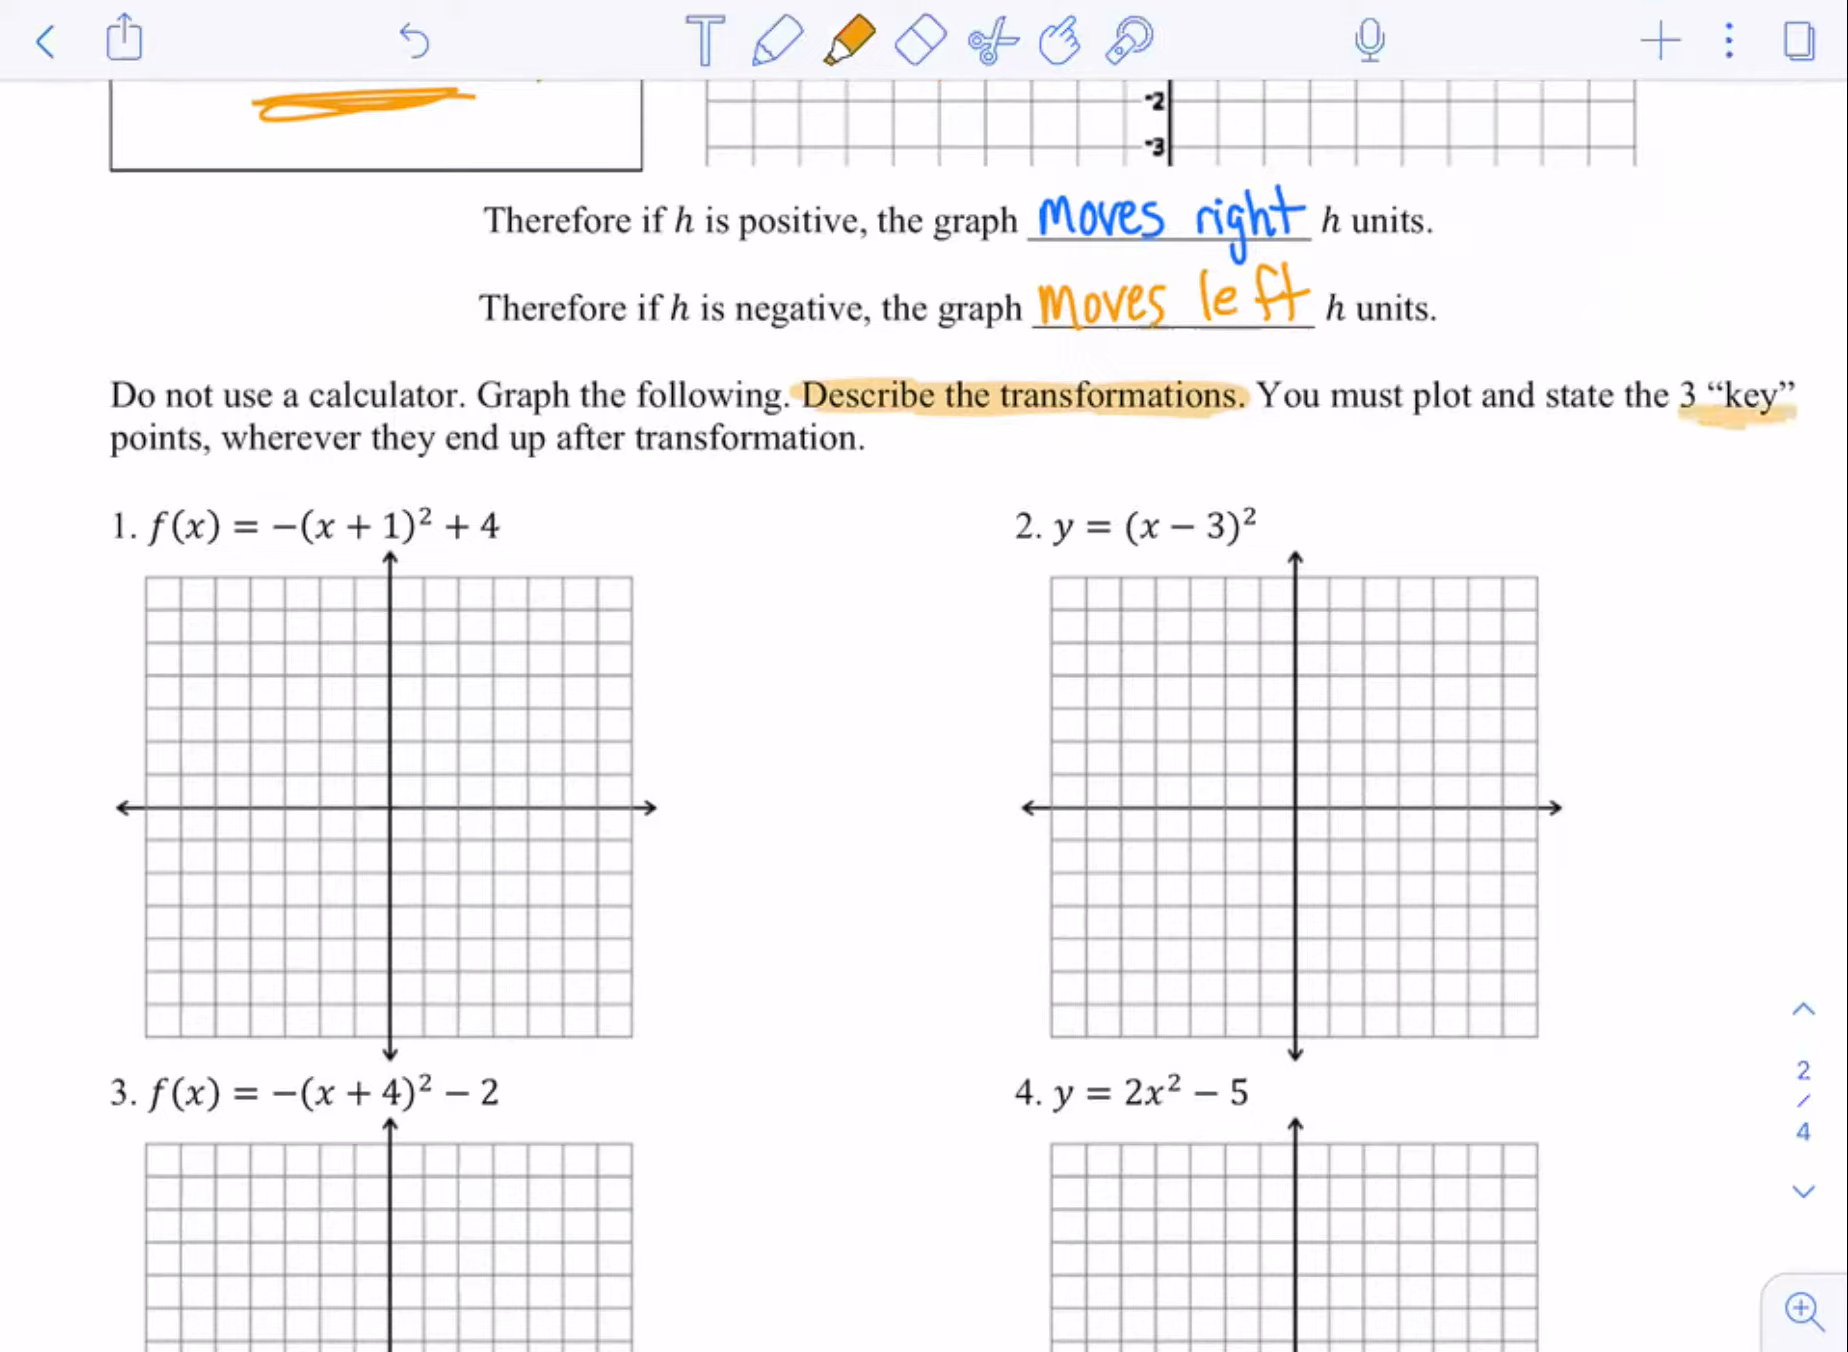 -2
-3
Therefore if h is positive, the graph moves right h units.
Therefore if h is negative, the graph moves left h units.
Do not use a calculator. Graph the following. Describe the transformations. You must plot and state the 3 “key”
points, wherever they end up after transformation.
1. f(x) = −(x + 1)² + 4
2. y = (x − 3)²
3. f(x) = −(x + 4)² − 2
4. y = 2x² − 5
2
/
4